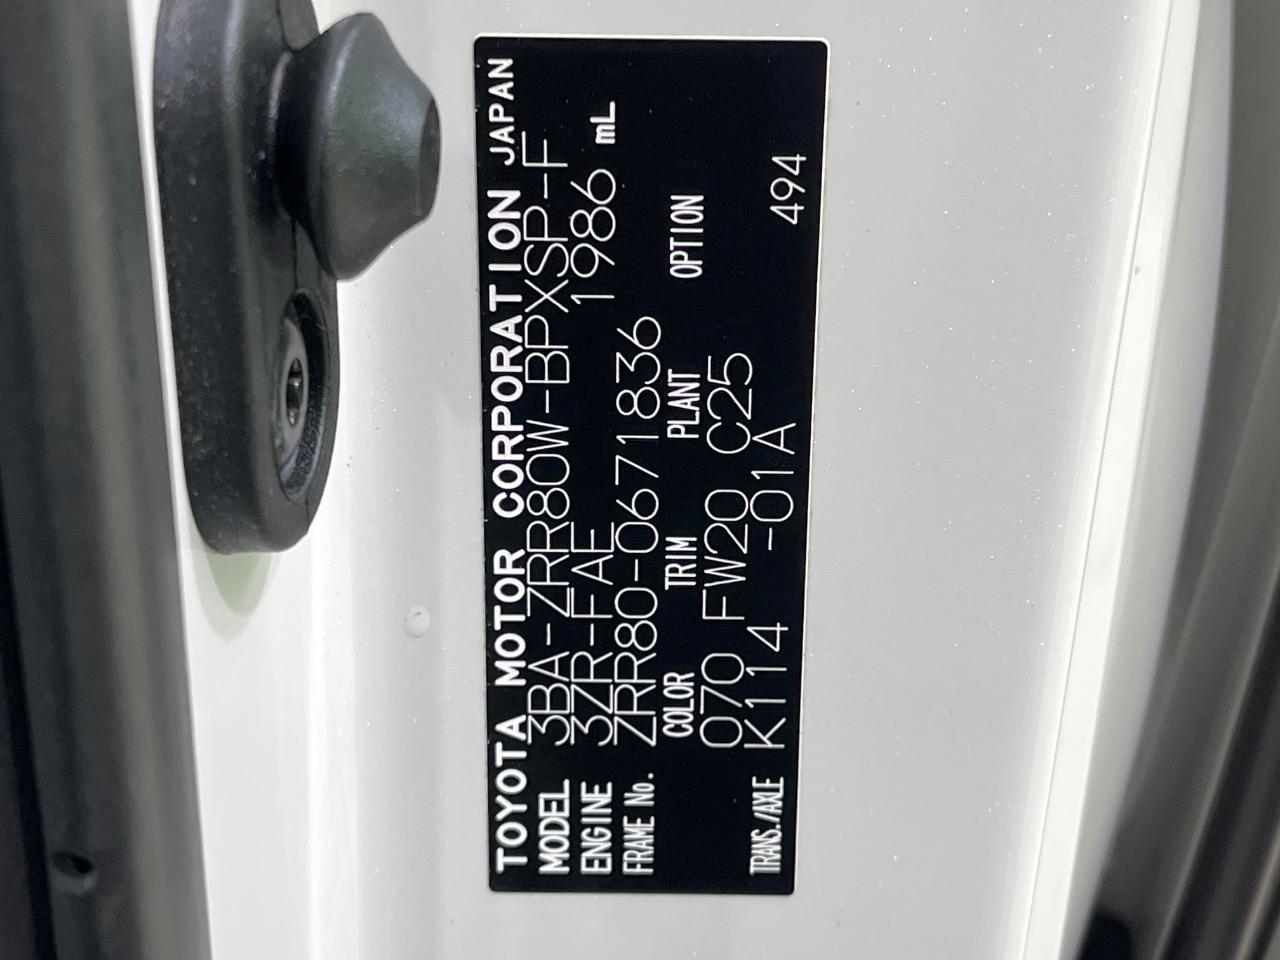 TOYOTA MOTOR CORPORATION JAPAN
MODEL 3BA-ZRR80W-BPXSP-F
ENGINE 3ZR-FAE 1986 mL
FRAME No. ZRR80-0671836
COLOR TRIM PLANT OPTION
070 FW20 C25
TRANS./AXLE K114 -01A 494